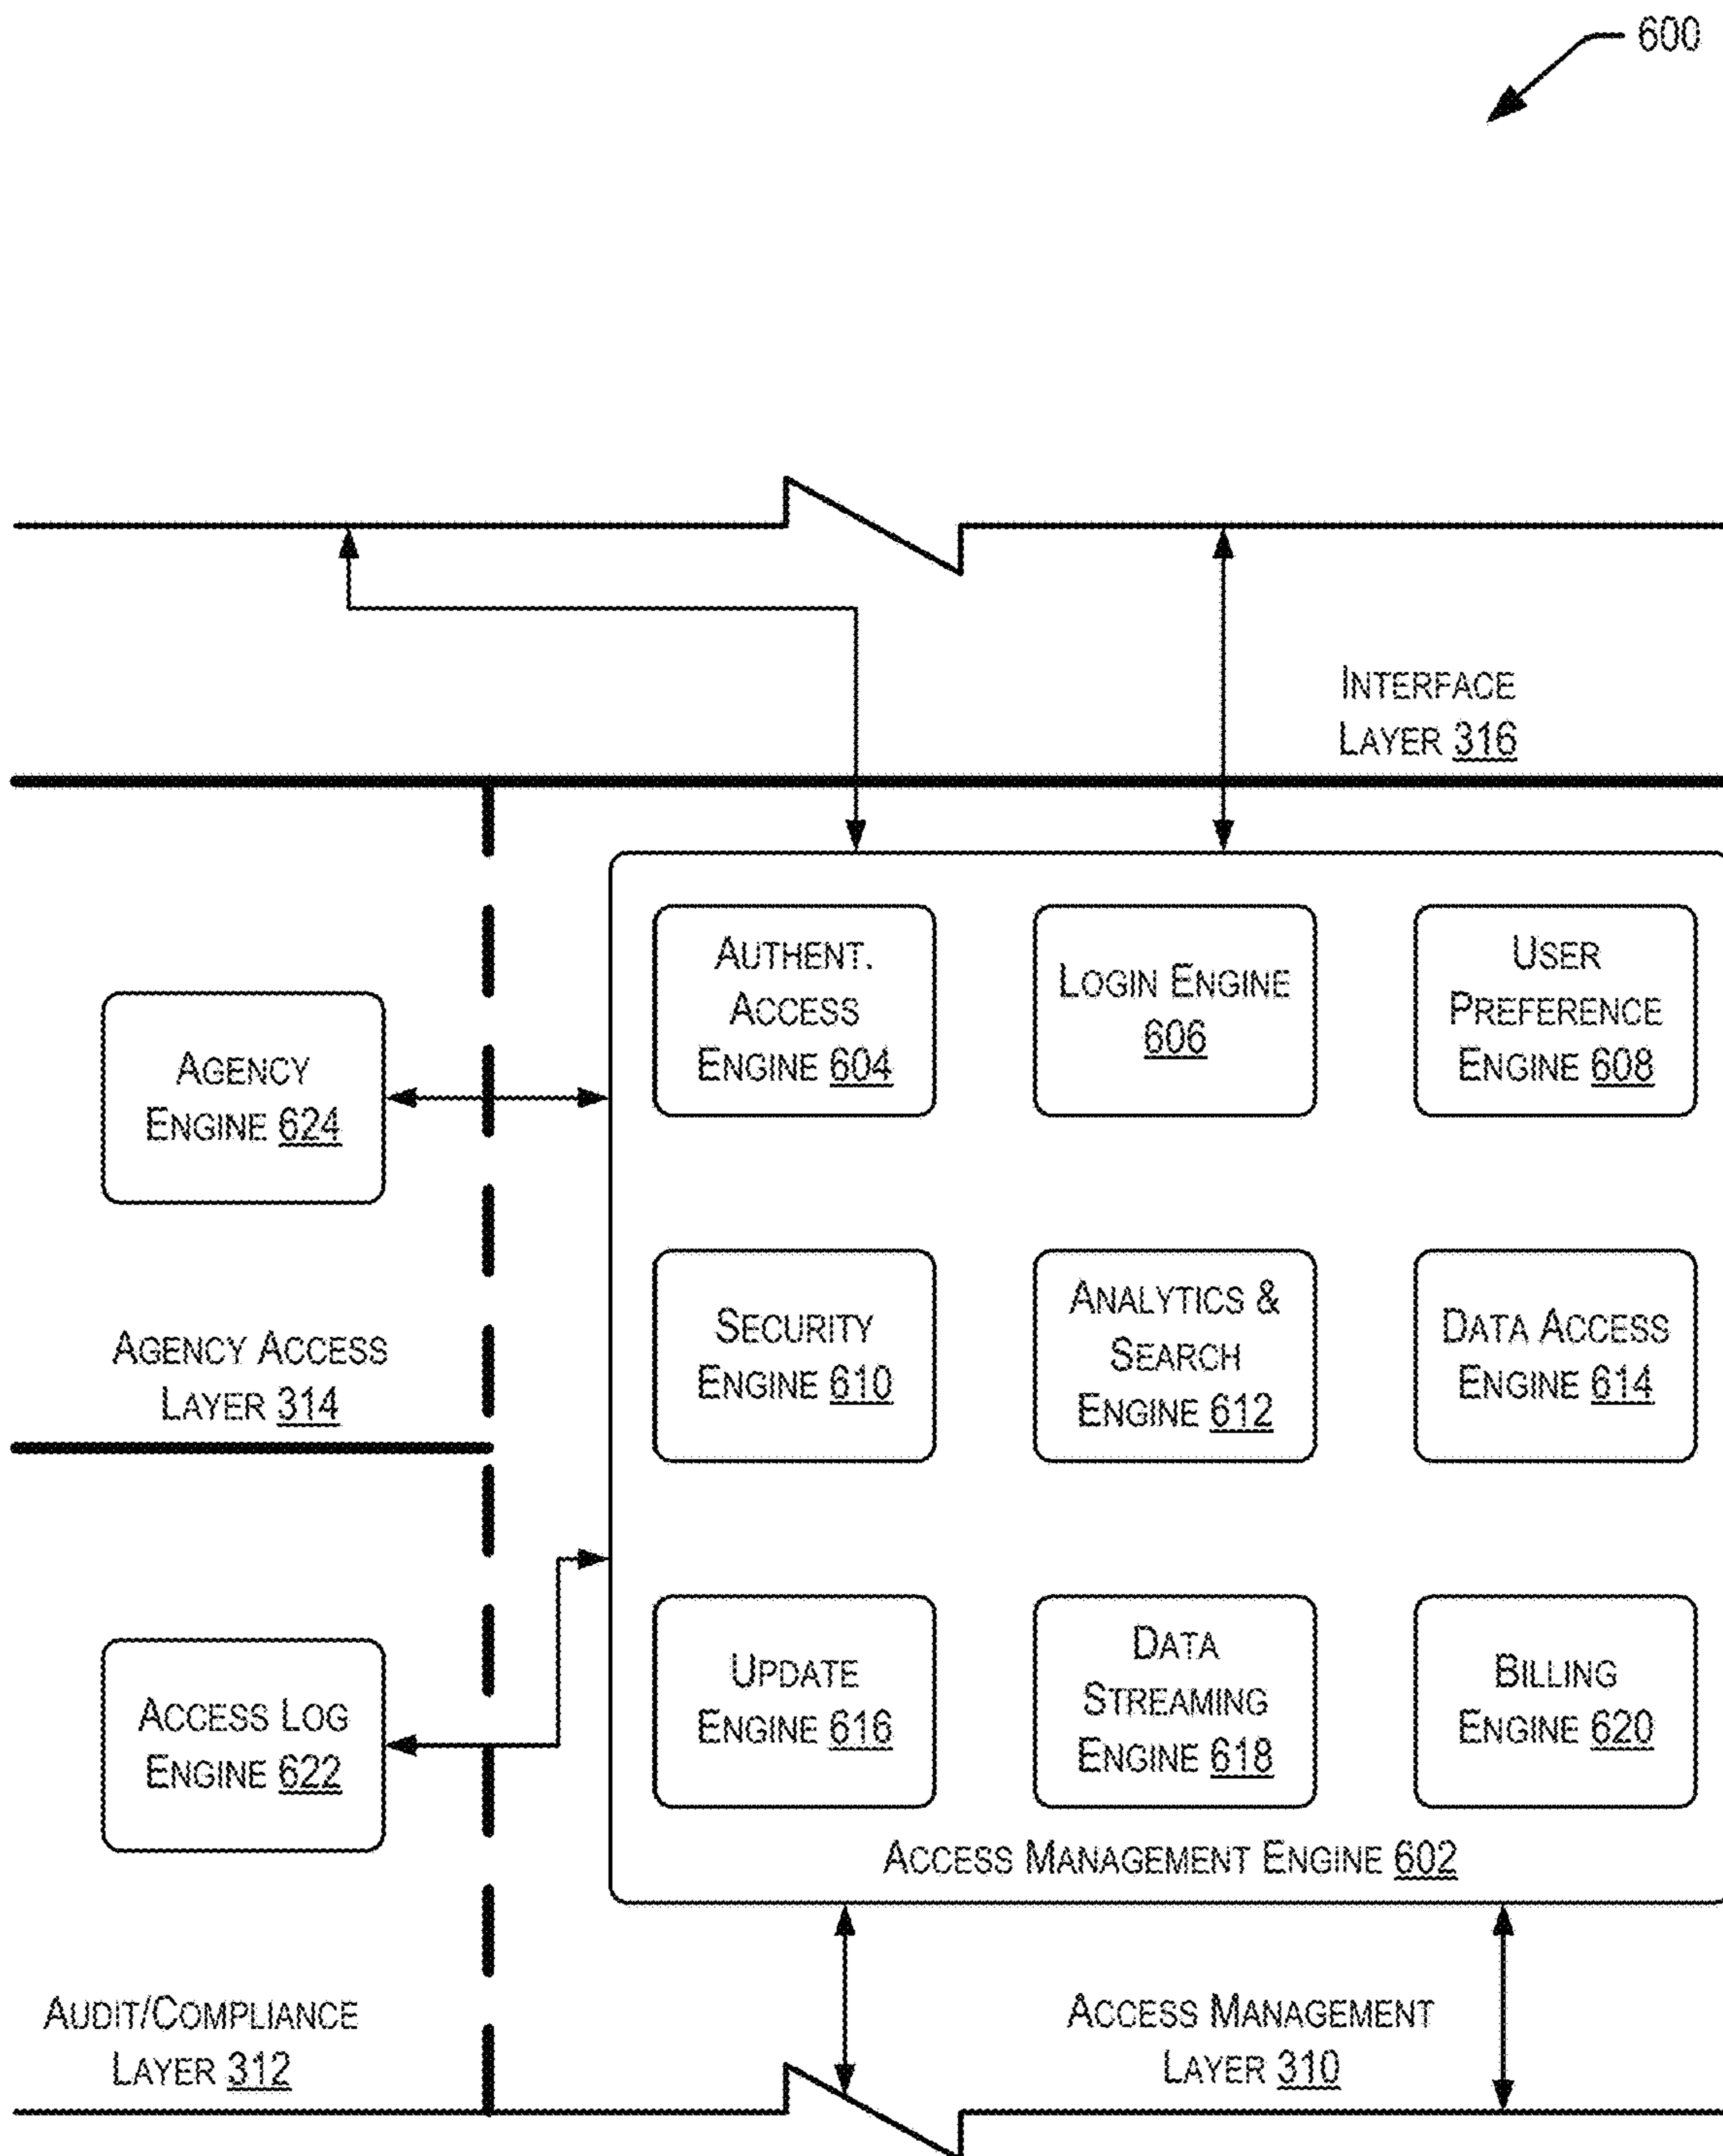 600
INTERFACE
LAYER 316
AUTHENT.
ACCESS
ENGINE 604
LOGIN ENGINE
606
USER
PREFERENCE
ENGINE 608
AGENCY
ENGINE 624
SECURITY
ENGINE 610
ANALYTICS &
SEARCH
ENGINE 612
DATA ACCESS
ENGINE 614
AGENCY ACCESS
LAYER 314
UPDATE
ENGINE 616
DATA
STREAMING
ENGINE 618
BILLING
ENGINE 620
ACCESS LOG
ENGINE 622
ACCESS MANAGEMENT ENGINE 602
AUDIT/COMPLIANCE
LAYER 312
ACCESS MANAGEMENT
LAYER 310